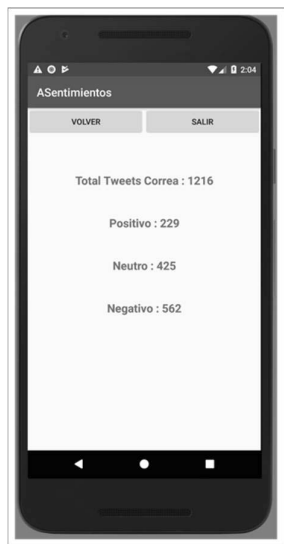 2:04
ASentimientos
VOLVER SALIR
Total Tweets Correa : 1216
Positivo : 229
Neutro : 425
Negativo : 562